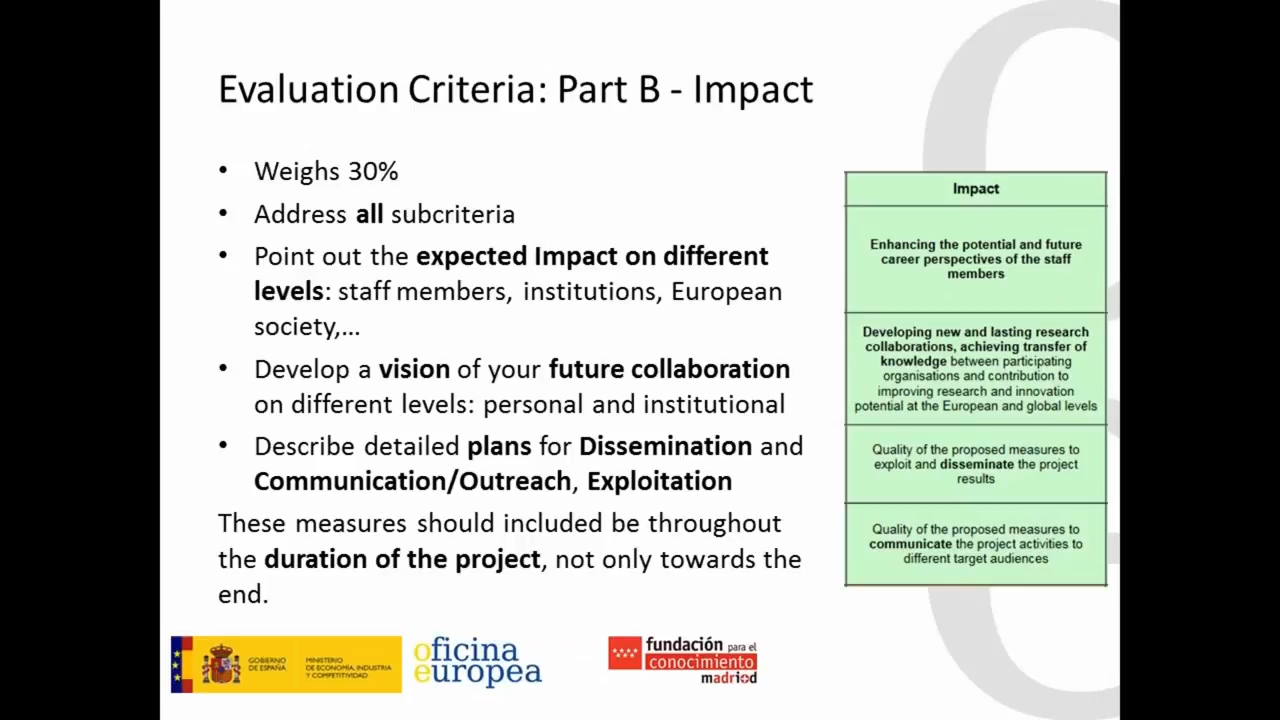 Evaluation Criteria: Part B - Impact
• Weighs 30%
• Address all subcriteria
• Point out the expected Impact on different
levels: staff members, institutions, European
society,...
• Develop a vision of your future collaboration
on different levels: personal and institutional
• Describe detailed plans for Dissemination and
Communication/Outreach, Exploitation
These measures should included be throughout
the duration of the project, not only towards the
end.
Impact
Enhancing the potential and future
career perspectives of the staff
members
Developing new and lasting research
collaborations, achieving transfer of
knowledge between participating
organisations and contribution to
improving research and innovation
potential at the European and global levels
Quality of the proposed measures to
exploit and disseminate the project
results
Quality of the proposed measures to
communicate the project activities to
different target audiences
GOBIERNO
DE ESPAÑA
MINISTERIO
DE ECONOMÍA, INDUSTRIA
Y COMPETITIVIDAD
oficina
europea
fundación para el
conocimiento
madri+d